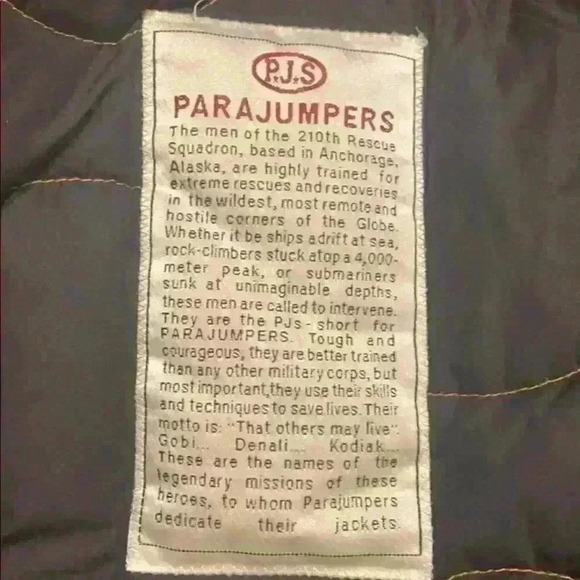 P.J.S
PARAJUMPERS
The men of the 210th Rescue
Squadron, based in Anchorage,
Alaska, are highly trained for
extreme rescues and recoveries
in the wildest, most remote and
hostile corners of the Globe.
Whether it be ships adrift at sea,
rock-climbers stuck atop a 4,000-
meter peak, or submariners
sunk at unimaginable depths,
these men are called to intervene.
They are the PJs - short for
PARAJUMPERS. Tough and
courageous, they are better trained
than any other military corps, but
most important, they use their skills
and techniques to save lives. Their
motto is: "That others may live".
Gobi... Denali.... Kodiak...
These are the names of the
legendary missions of these
heroes, to whom Parajumpers
dedicate their jackets.